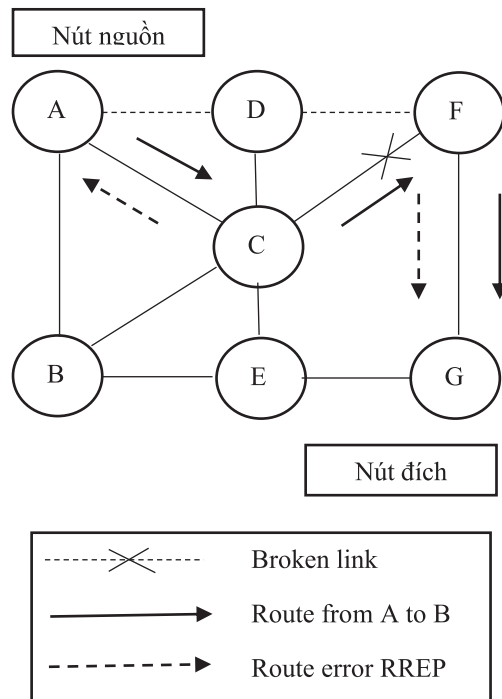 Nút nguồn
A
D
F
C
B
E
G
Nút đích
Broken link
Route from A to B
Route error RREP